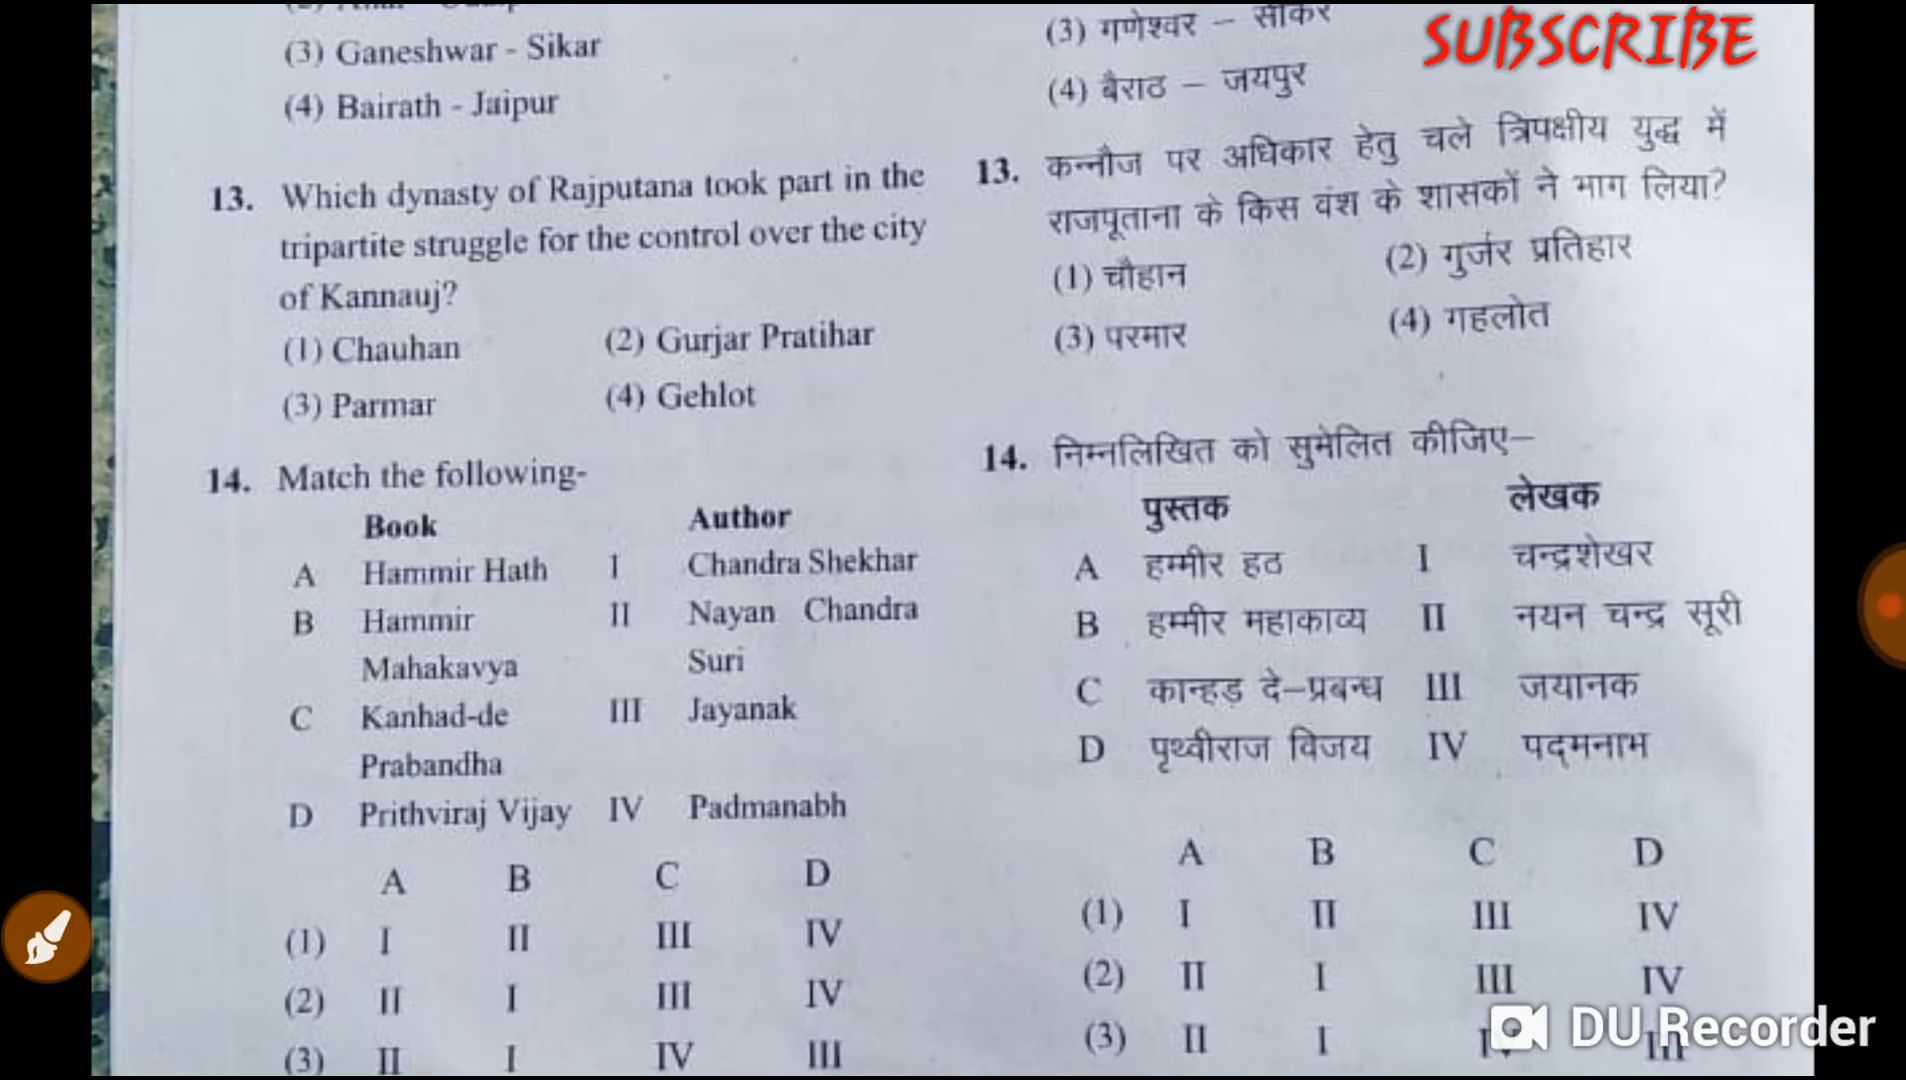 (3) Ganeshwar - Sikar
(4) Bairath - Jaipur
13. Which dynasty of Rajputana took part in the
tripartite struggle for the control over the city
of Kannauj?
(1) Chauhan (2) Gurjar Pratihar
(3) Parmar (4) Gehlot
14. Match the following-
Book Author
A Hammir Hath I Chandra Shekhar
B Hammir II Nayan Chandra
Mahakavya Suri
C Kanhad-de III Jayanak
Prabandha
D Prithviraj Vijay IV Padmanabh
A B C D
(1) I II III IV
(2) II I III IV
(3) II I IV III
SUBSCRIBE
(3) गणेश्वर – सीकर
(4) बैराठ – जयपुर
13. कन्नौज पर अधिकार हेतु चले त्रिपक्षीय युद्ध में
राजपूताना के किस वंश के शासकों ने भाग लिया?
(1) चौहान (2) गुर्जर प्रतिहार
(3) परमार (4) गहलोत
14. निम्नलिखित को सुमेलित कीजिए–
पुस्तक लेखक
A हम्मीर हठ I चन्द्रशेखर
B हम्मीर महाकाव्य II नयन चन्द्र सूरी
C कान्हड़ दे–प्रबन्ध III जयानक
D पृथ्वीराज विजय IV पद्मनाभ
A B C D
(1) I II III IV
(2) II I III IV
(3) II I IV III
DU Recorder